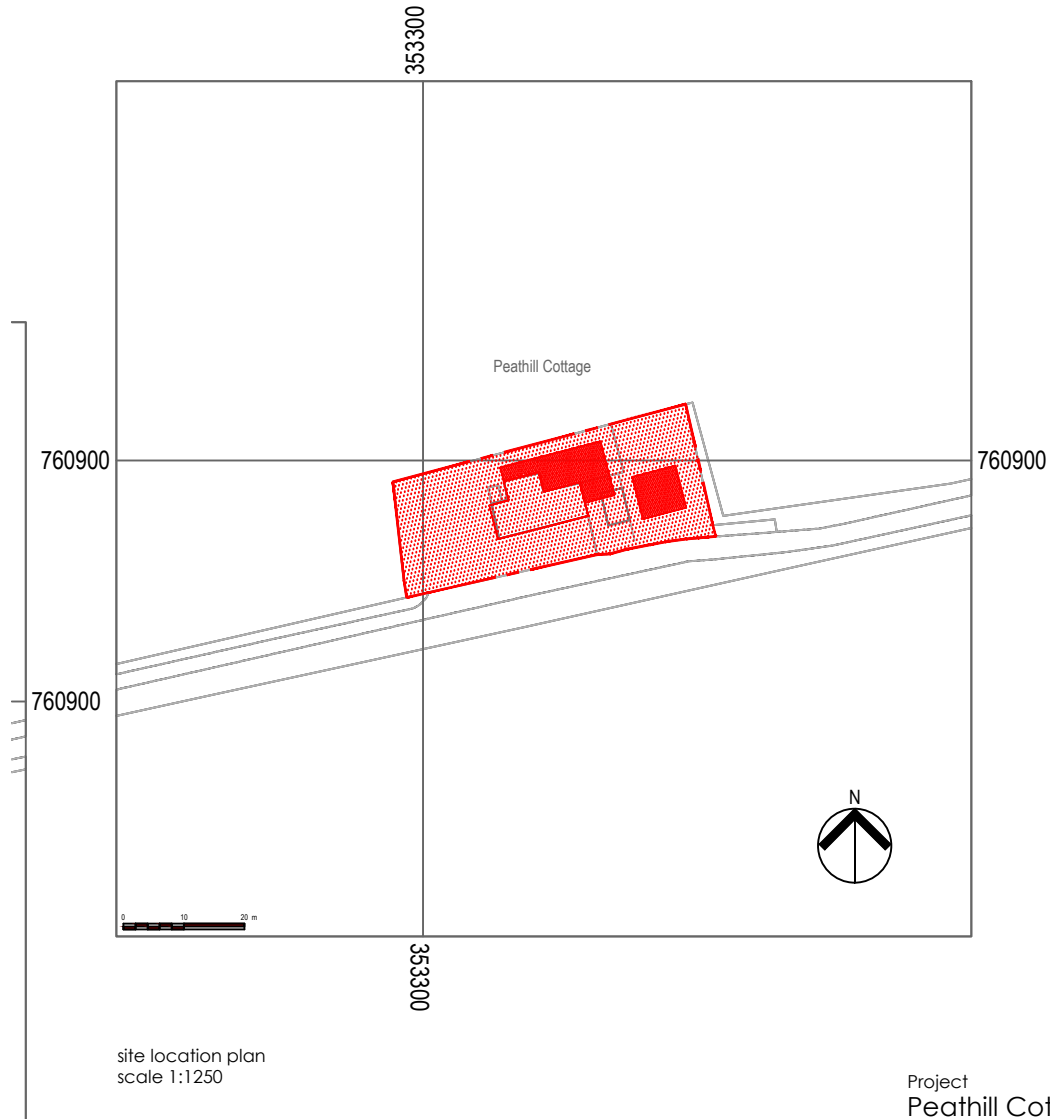 353300
Peathill Cottage
760900
760900
760900
N
0 10 20 m
353300
site location plan
scale 1:1250
Project
Peathill Cot